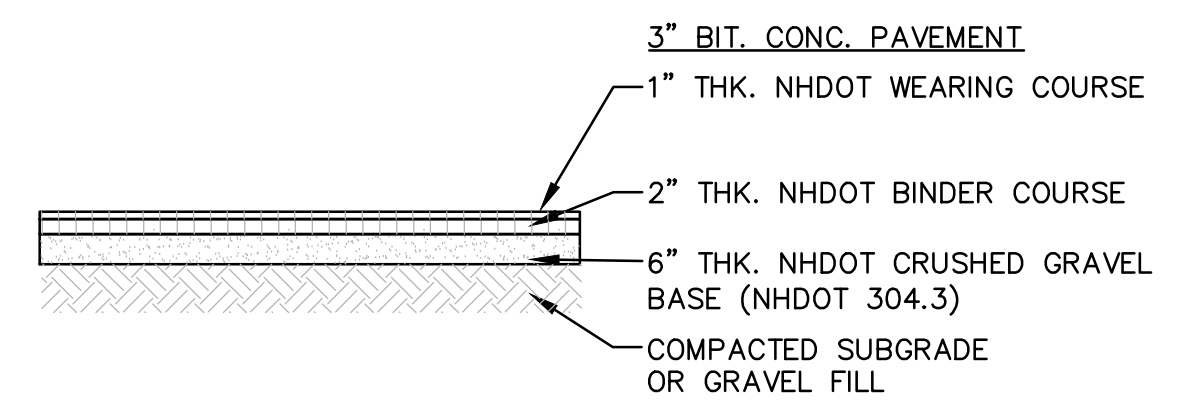 3” BIT. CONC. PAVEMENT
1” THK. NHDOT WEARING COURSE
2” THK. NHDOT BINDER COURSE
6” THK. NHDOT CRUSHED GRAVEL
BASE (NHDOT 304.3)
COMPACTED SUBGRADE
OR GRAVEL FILL